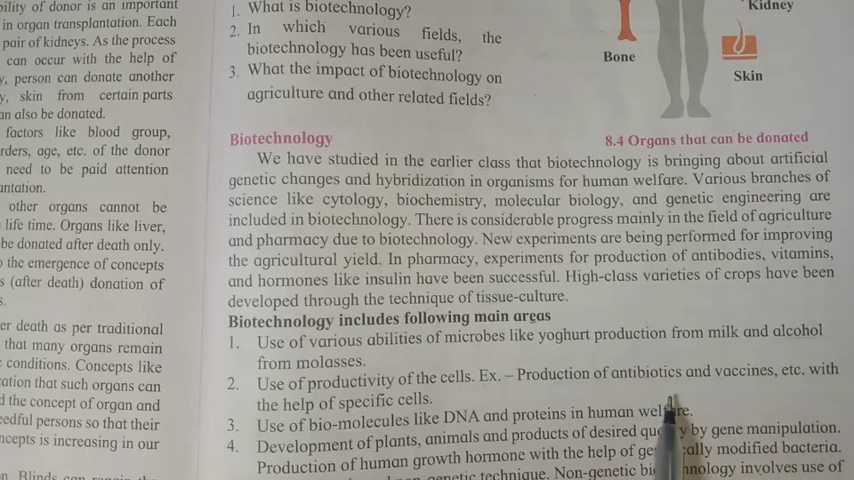 bility of donor is an important
in organ transplantation. Each
pair of kidneys. As the process
can occur with the help of
y, person can donate another
y, skin from certain parts
an also be donated.
factors like blood group,
rders, age, etc. of the donor
need to be paid attention
antation.
other organs cannot be
life time. Organs like liver,
be donated after death only.
o the emergence of concepts
s (after death) donation of
s.
er death as per traditional
that many organs remain
conditions. Concepts like
cation that such organs can
d the concept of organ and
eedful persons so that their
ncepts is increasing in our
1. What is biotechnology?
2. In which various fields, the
biotechnology has been useful?
3. What the impact of biotechnology on
agriculture and other related fields?
Kidney
Bone
Skin
8.4 Organs that can be donated
Biotechnology
We have studied in the earlier class that biotechnology is bringing about artificial
genetic changes and hybridization in organisms for human welfare. Various branches of
science like cytology, biochemistry, molecular biology, and genetic engineering are
included in biotechnology. There is considerable progress mainly in the field of agriculture
and pharmacy due to biotechnology. New experiments are being performed for improving
the agricultural yield. In pharmacy, experiments for production of antibodies, vitamins,
and hormones like insulin have been successful. High-class varieties of crops have been
developed through the technique of tissue-culture.
Biotechnology includes following main areas
1. Use of various abilities of microbes like yoghurt production from milk and alcohol
from molasses.
2. Use of productivity of the cells. Ex. – Production of antibiotics and vaccines, etc. with
the help of specific cells.
3. Use of bio-molecules like DNA and proteins in human welfare.
4. Development of plants, animals and products of desired qu y by gene manipulation.
Production of human growth hormone with the help of ge cally modified bacteria.
genetic technique. Non-genetic bi hnology involves use of